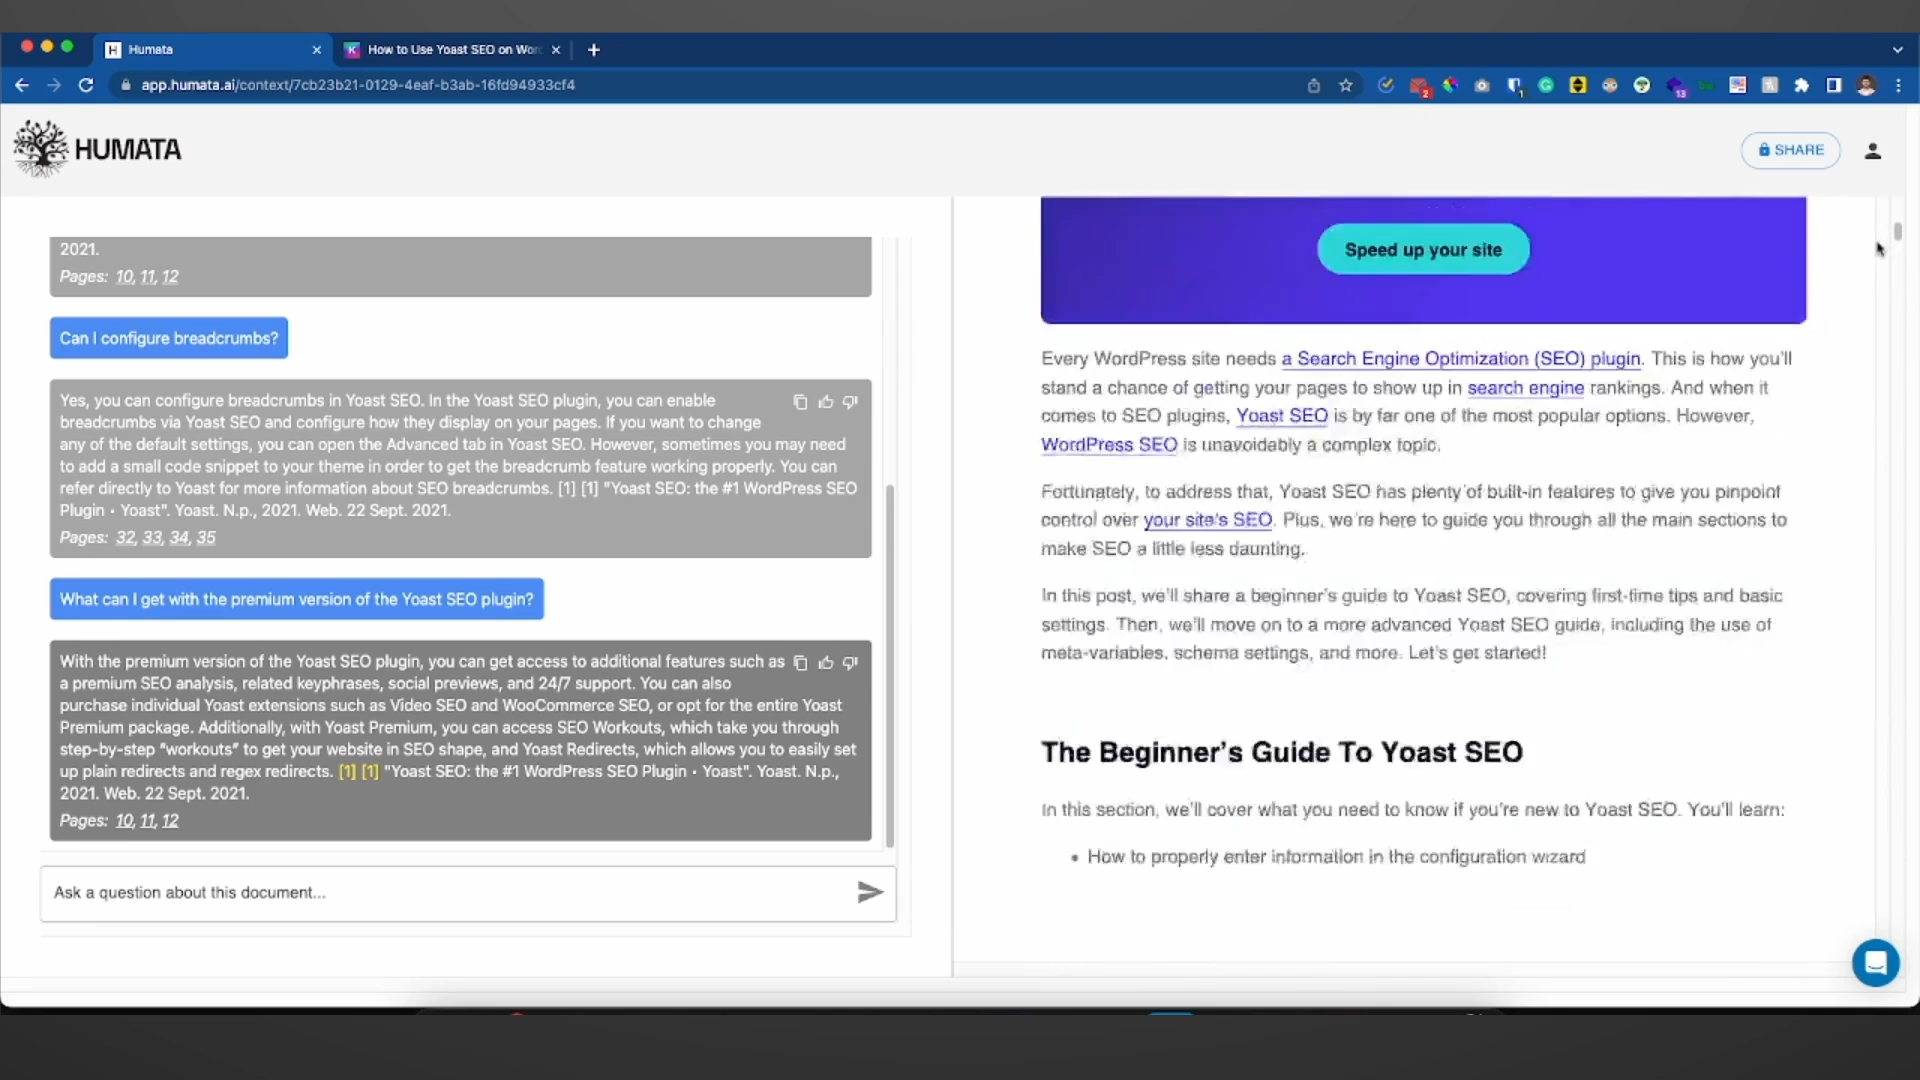 Humata
How to Use Yoast SEO on Wor
app.humata.ai/context/7cb23b21-0129-4eaf-b3ab-16fd94933cf4
2
1
13
HUMATA
SHARE
2021.
Pages: 10, 11, 12
Can I configure breadcrumbs?
Yes, you can configure breadcrumbs in Yoast SEO. In the Yoast SEO plugin, you can enable
breadcrumbs via Yoast SEO and configure how they display on your pages. If you want to change
any of the default settings, you can open the Advanced tab in Yoast SEO. However, sometimes you may need
to add a small code snippet to your theme in order to get the breadcrumb feature working properly. You can
refer directly to Yoast for more information about SEO breadcrumbs. [1] [1] "Yoast SEO: the #1 WordPress SEO
Plugin • Yoast". Yoast. N.p., 2021. Web. 22 Sept. 2021.
Pages: 32, 33, 34, 35
What can I get with the premium version of the Yoast SEO plugin?
With the premium version of the Yoast SEO plugin, you can get access to additional features such as
a premium SEO analysis, related keyphrases, social previews, and 24/7 support. You can also
purchase individual Yoast extensions such as Video SEO and WooCommerce SEO, or opt for the entire Yoast
Premium package. Additionally, with Yoast Premium, you can access SEO Workouts, which take you through
step-by-step "workouts" to get your website in SEO shape, and Yoast Redirects, which allows you to easily set
up plain redirects and regex redirects. [1] [1] "Yoast SEO: the #1 WordPress SEO Plugin • Yoast". Yoast. N.p.,
2021. Web. 22 Sept. 2021.
Pages: 10, 11, 12
Ask a question about this document...
Speed up your site
Every WordPress site needs a Search Engine Optimization (SEO) plugin. This is how you'll
stand a chance of getting your pages to show up in search engine rankings. And when it
comes to SEO plugins, Yoast SEO is by far one of the most popular options. However,
WordPress SEO is unavoidably a complex topic.
Fortunately, to address that, Yoast SEO has plenty of built-in features to give you pinpoint
control over your site's SEO. Plus, we're here to guide you through all the main sections to
make SEO a little less daunting.
In this post, we'll share a beginner's guide to Yoast SEO, covering first-time tips and basic
settings. Then, we'll move on to a more advanced Yoast SEO guide, including the use of
meta-variables, schema settings, and more. Let's get started!
The Beginner's Guide To Yoast SEO
In this section, we'll cover what you need to know if you're new to Yoast SEO. You'll learn:
• How to properly enter information in the configuration wizard